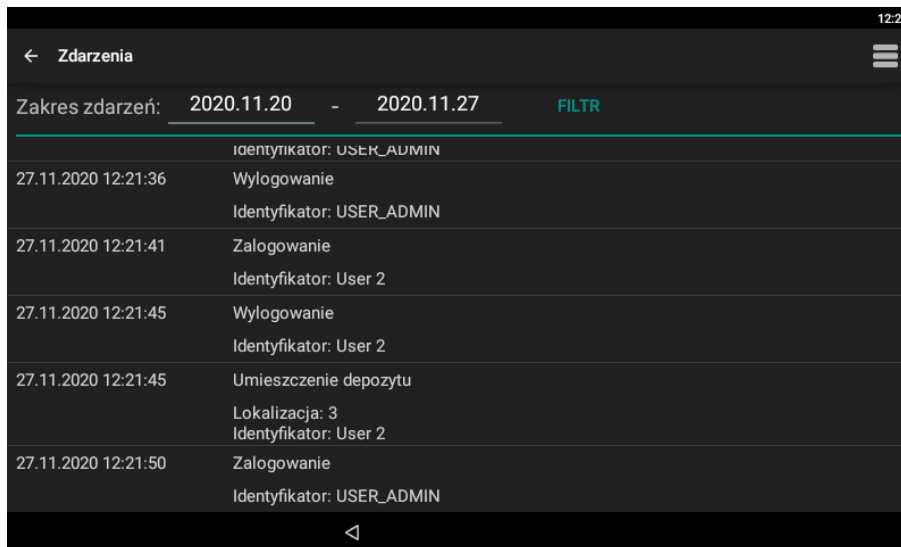 12:2
Zdarzenia
Zakres zdarzeń: 2020.11.20 - 2020.11.27 FILTR
Identyfikator: USER_ADMIN
27.11.2020 12:21:36 Wylogowanie
Identyfikator: USER_ADMIN
27.11.2020 12:21:41 Zalogowanie
Identyfikator: User 2
27.11.2020 12:21:45 Wylogowanie
Identyfikator: User 2
27.11.2020 12:21:45 Umieszczenie depozytu
Lokalizacja: 3
Identyfikator: User 2
27.11.2020 12:21:50 Zalogowanie
Identyfikator: USER_ADMIN